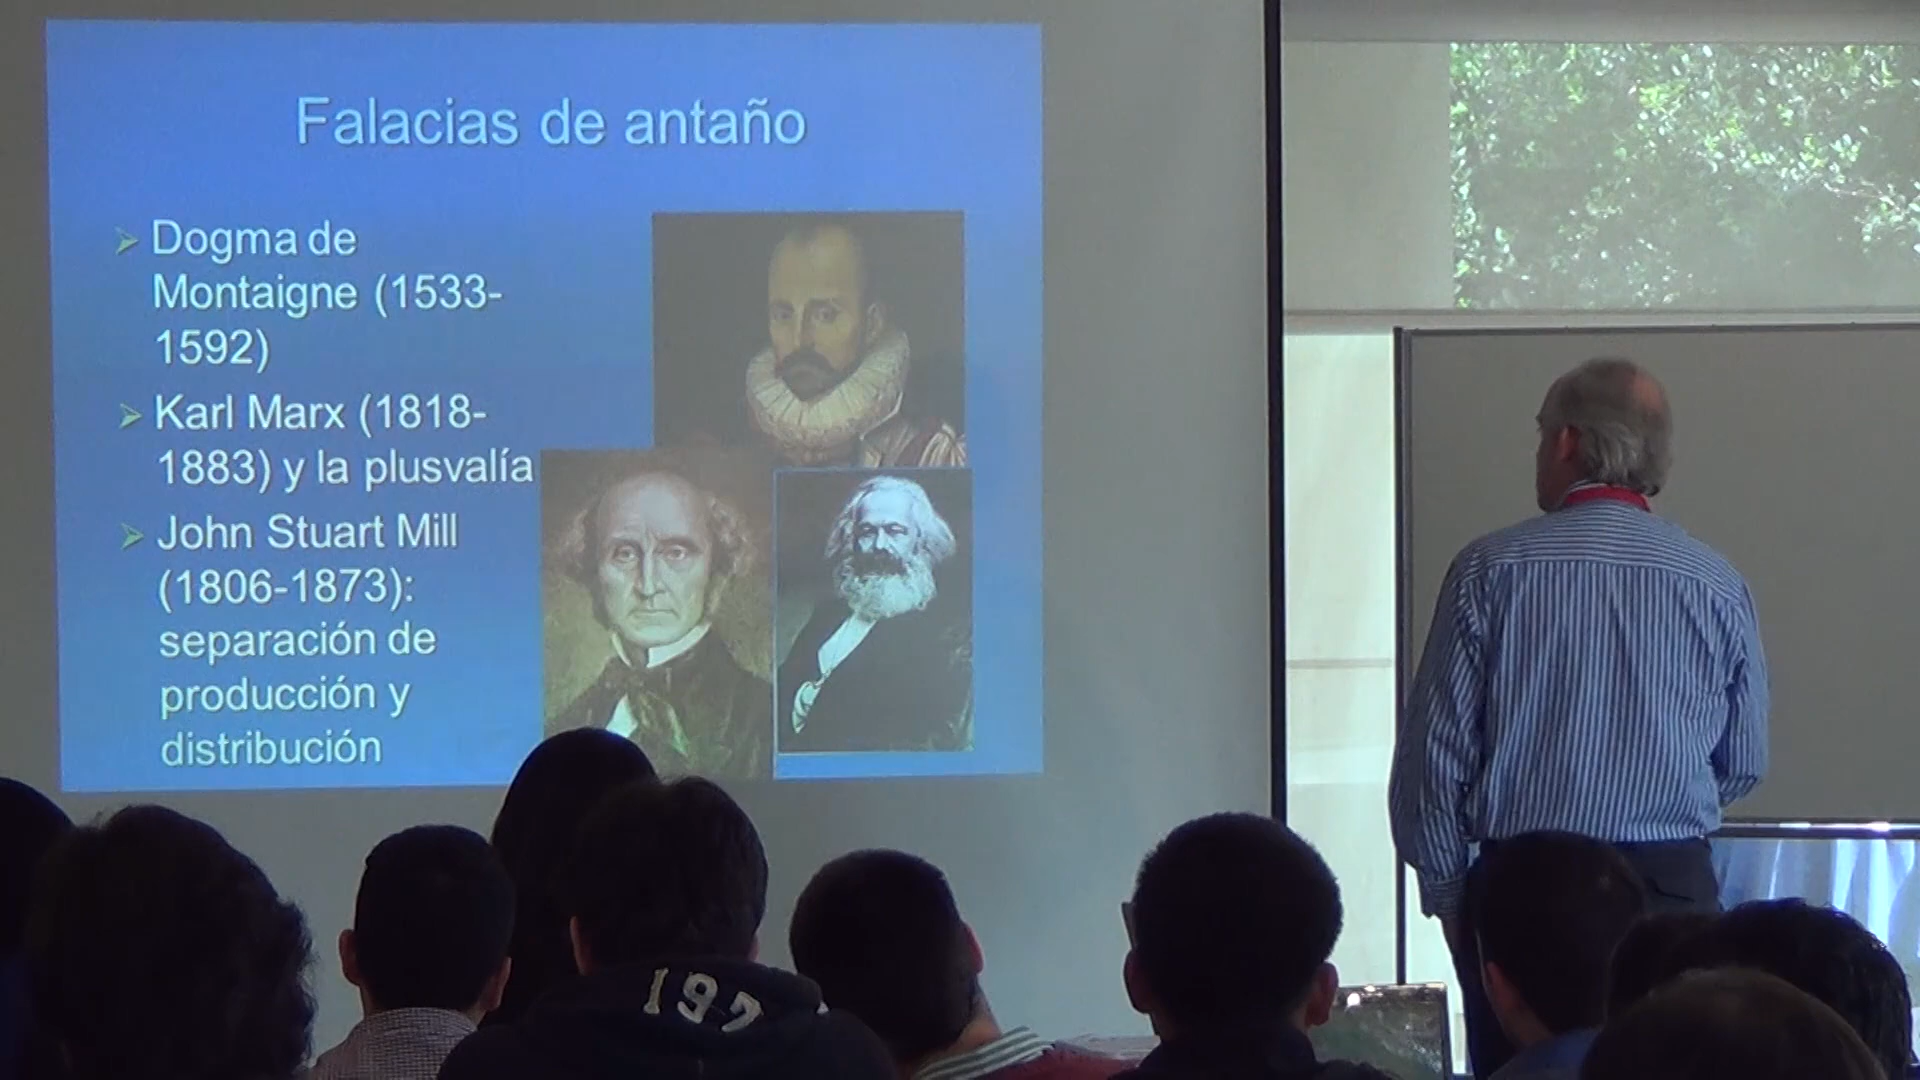 Falacias de antaño
Dogma de
Montaigne (1533-
1592)
Karl Marx (1818-
1883) y la plusvalía
John Stuart Mill
(1806-1873):
separación de
producción y
distribución
197